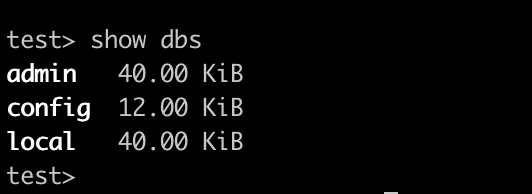 test> show dbs
admin   40.00 KiB
config  12.00 KiB
local   40.00 KiB
test>